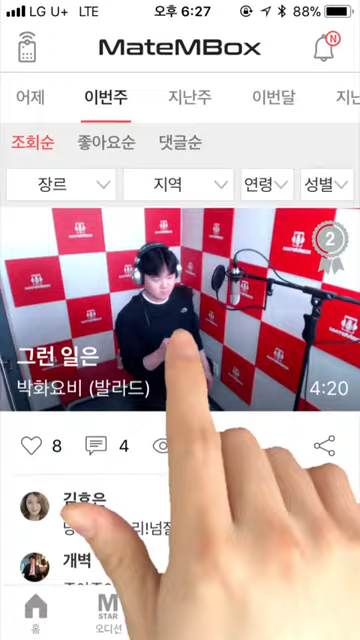 LG U+ LTE 오후 6:27 88%
MateMBox N
어제 이번주 지난주 이번달 지난
조회순 좋아요순 댓글순
장르 지역 연령 성별
2
그런 일은
박화요비 (발라드) 4:20
8 4
김효은
개벽
홈 M STAR 오디션